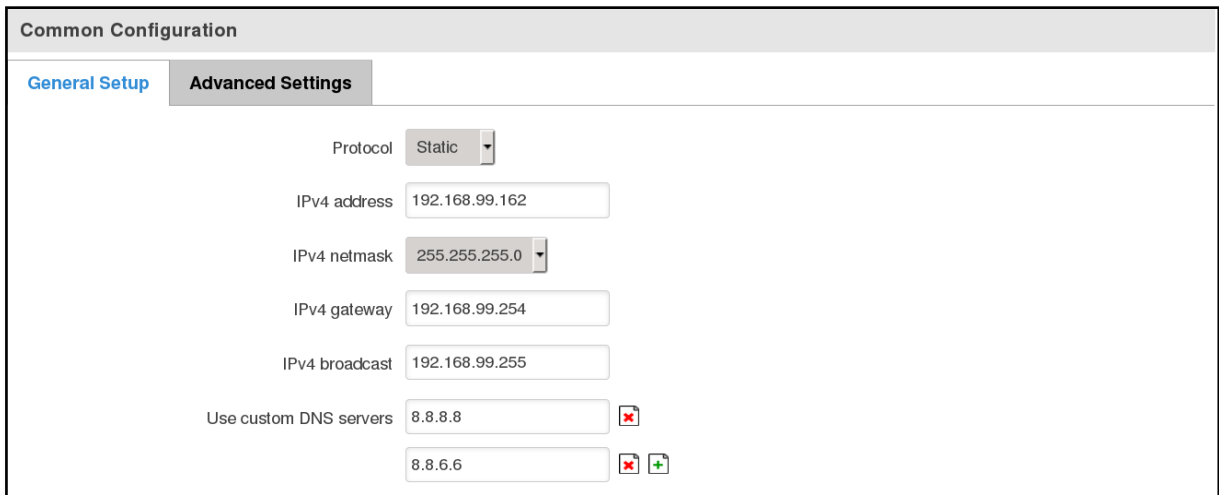 Common Configuration
General Setup Advanced Settings
Protocol Static
IPv4 address 192.168.99.162
IPv4 netmask 255.255.255.0
IPv4 gateway 192.168.99.254
IPv4 broadcast 192.168.99.255
Use custom DNS servers 8.8.8.8
8.8.6.6